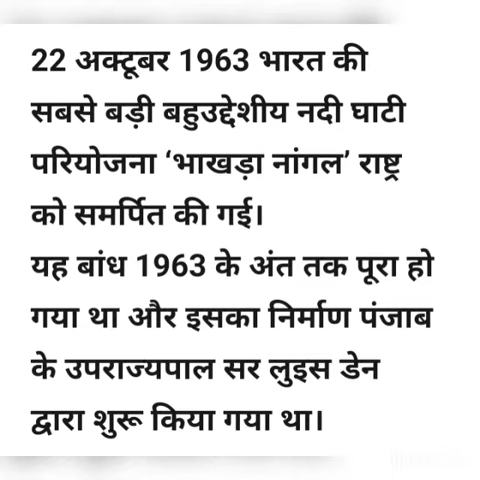 22 अक्टूबर 1963 भारत की
सबसे बड़ी बहुउद्देशीय नदी घाटी
परियोजना ‘भाखड़ा नांगल’ राष्ट्र
को समर्पित की गई।
यह बांध 1963 के अंत तक पूरा हो
गया था और इसका निर्माण पंजाब
के उपराज्यपाल सर लुइस डेन
द्वारा शुरू किया गया था।